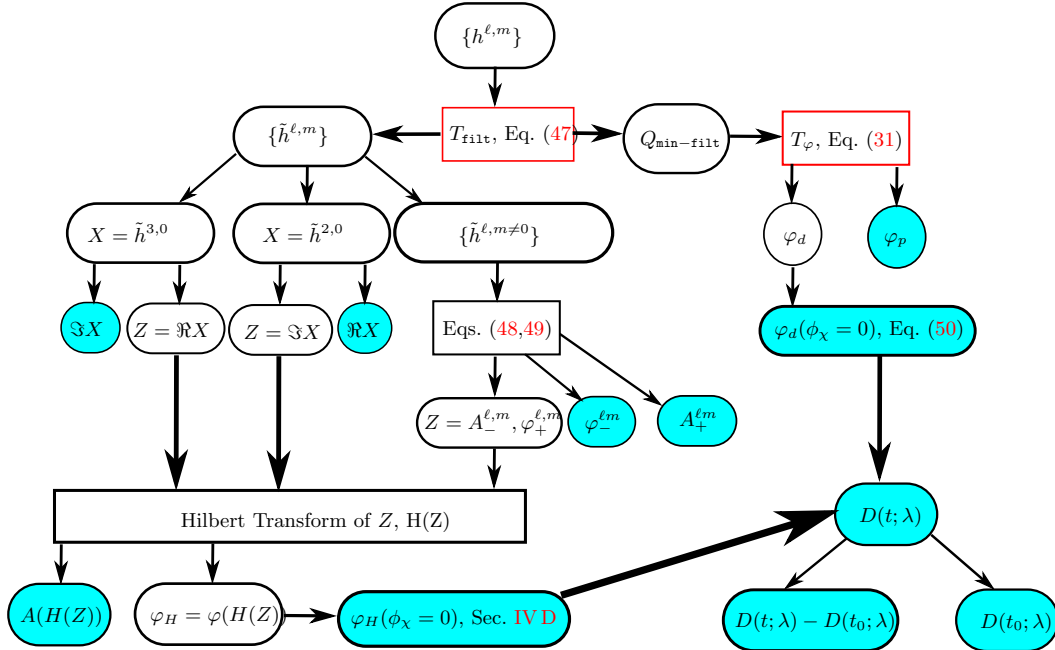 {h^{ℓ,m}}
{h̃^{ℓ,m}}
T_filt, Eq. (47)
Q_min−filt
T_φ, Eq. (31)
X = h̃^{3,0}
X = h̃^{2,0}
{h̃^{ℓ,m≠0}}
φ_d
φ_p
ℑX
Z = ℜX
Z = ℑX
ℜX
Eqs. (48,49)
φ_d(ϕ_χ = 0), Eq. (50)
Z = A_−^{ℓ,m}, φ_+^{ℓ,m}
φ_−^{ℓm}
A_+^{ℓm}
Hilbert Transform of Z, H(Z)
D(t; λ)
A(H(Z))
φ_H = φ(H(Z))
φ_H(ϕ_χ = 0), Sec. IV D
D(t; λ) − D(t_0; λ)
D(t_0; λ)